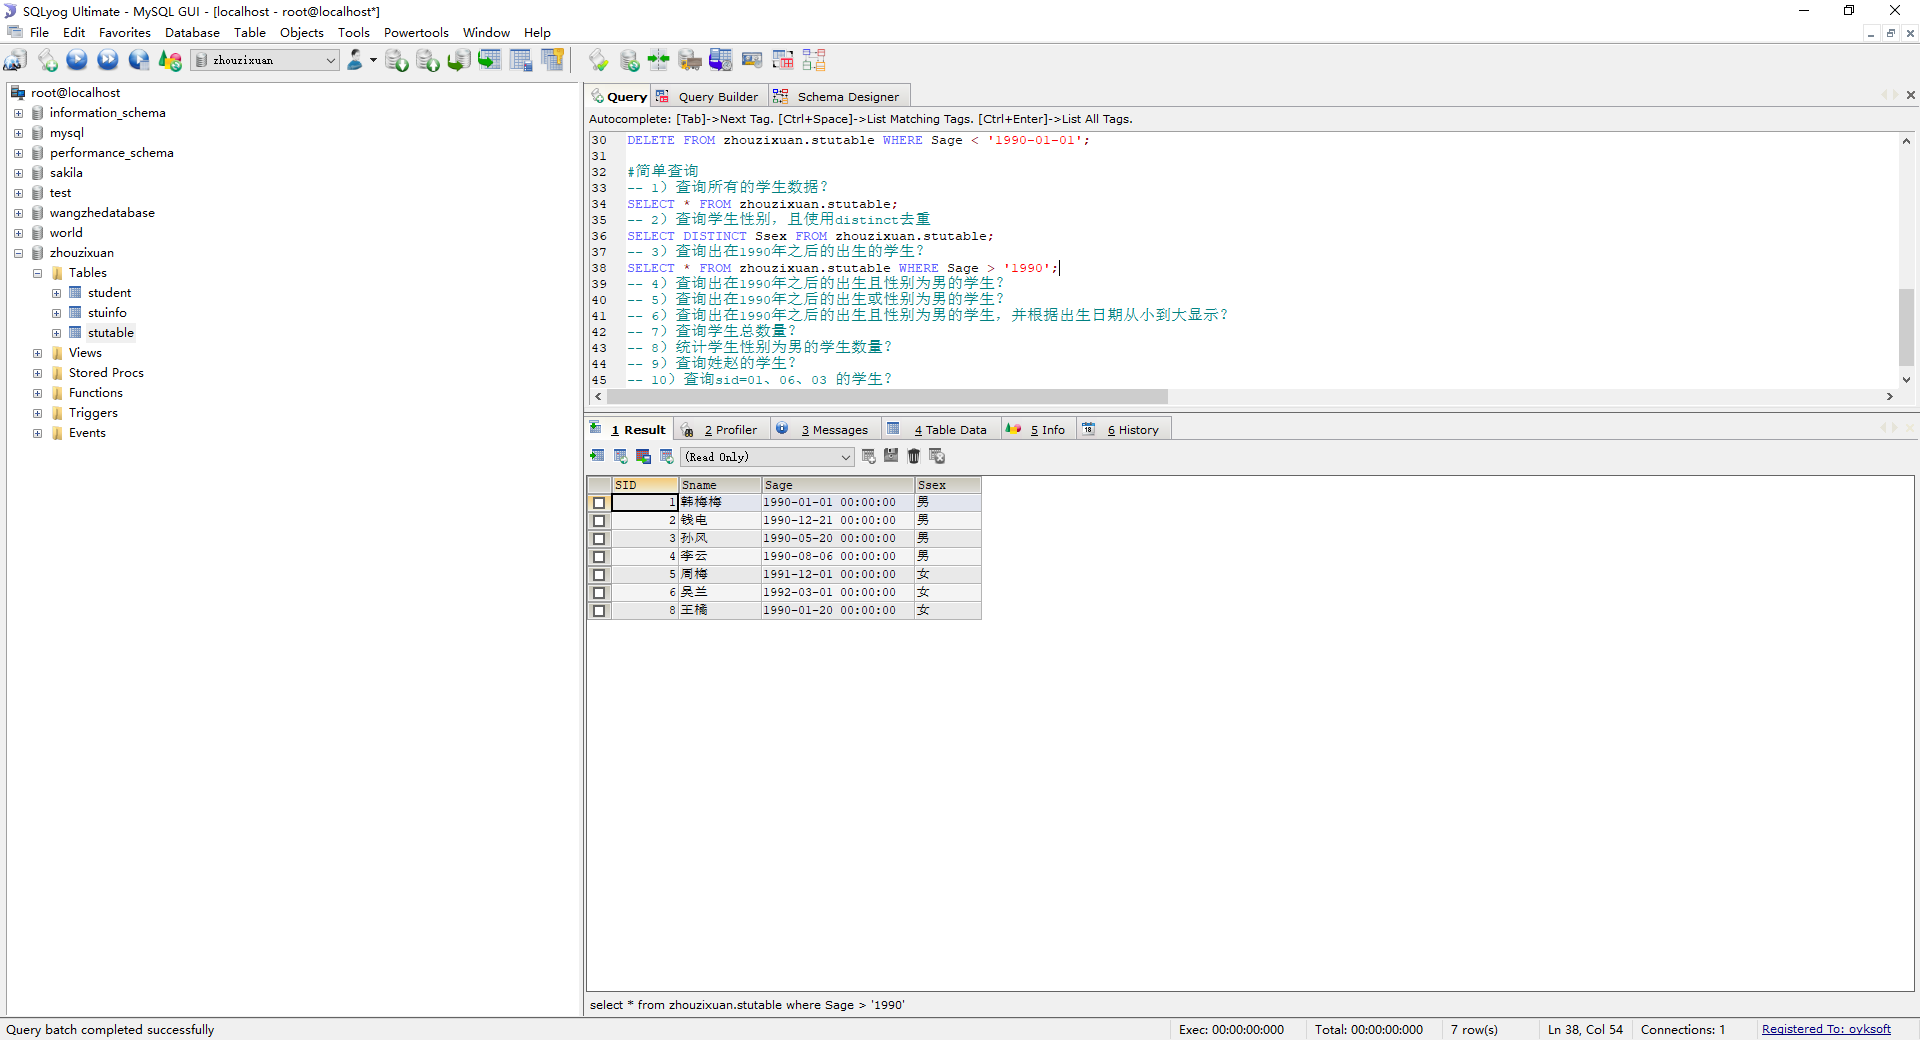 SQLyog Ultimate - MySQL GUI - [localhost - root@localhost*]
File Edit Favorites Database Table Objects Tools Powertools Window Help
zhouzixuan
root@localhost
information_schema
mysql
performance_schema
sakila
test
wangzhedatabase
world
zhouzixuan
Tables
student
stuinfo
stutable
Views
Stored Procs
Functions
Triggers
Events
Query Query Builder Schema Designer
Autocomplete: [Tab]->Next Tag. [Ctrl+Space]->List Matching Tags. [Ctrl+Enter]->List All Tags.
30 DELETE FROM zhouzixuan.stutable WHERE Sage < '1990-01-01';
31
32 #简单查询
33 -- 1）查询所有的学生数据？
34 SELECT * FROM zhouzixuan.stutable;
35 -- 2）查询学生性别，且使用distinct去重
36 SELECT DISTINCT Ssex FROM zhouzixuan.stutable;
37 -- 3）查询出在1990年之后的出生的学生？
38 SELECT * FROM zhouzixuan.stutable WHERE Sage > '1990';
39 -- 4）查询出在1990年之后的出生且性别为男的学生？
40 -- 5）查询出在1990年之后的出生或性别为男的学生？
41 -- 6）查询出在1990年之后的出生且性别为男的学生，并根据出生日期从小到大显示？
42 -- 7）查询学生总数量？
43 -- 8）统计学生性别为男的学生数量？
44 -- 9）查询姓赵的学生？
45 -- 10）查询sid=01、06、03 的学生？
1 Result 2 Profiler 3 Messages 4 Table Data 5 Info 6 History
(Read Only)
SID Sname Sage Ssex
1 韩梅梅 1990-01-01 00:00:00 男
2 钱电 1990-12-21 00:00:00 男
3 孙风 1990-05-20 00:00:00 男
4 李云 1990-08-06 00:00:00 男
5 周梅 1991-12-01 00:00:00 女
6 吴兰 1992-03-01 00:00:00 女
8 王橘 1990-01-20 00:00:00 女
select * from zhouzixuan.stutable where Sage > '1990'
Query batch completed successfully Exec: 00:00:00:000 Total: 00:00:00:000 7 row(s) Ln 38, Col 54 Connections: 1 Registered To: ovksoft